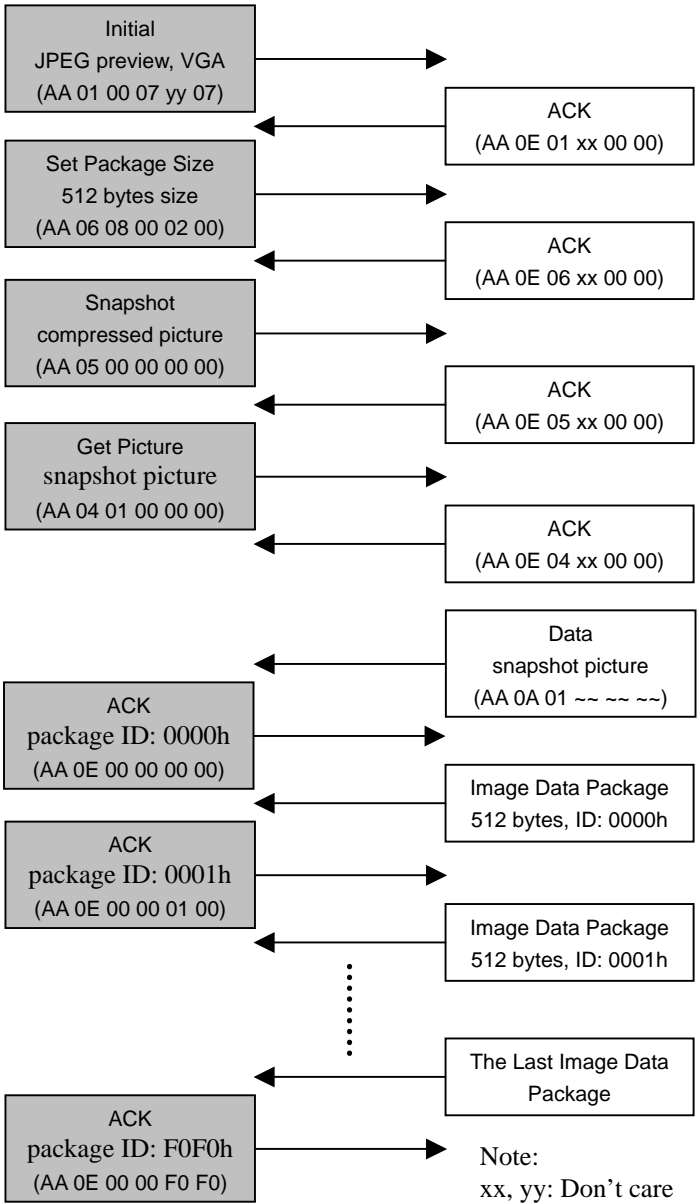 Initial
JPEG preview, VGA
(AA 01 00 07 yy 07)
ACK
(AA 0E 01 xx 00 00)
Set Package Size
512 bytes size
(AA 06 08 00 02 00)
ACK
(AA 0E 06 xx 00 00)
Snapshot
compressed picture
(AA 05 00 00 00 00)
ACK
(AA 0E 05 xx 00 00)
Get Picture
snapshot picture
(AA 04 01 00 00 00)
ACK
(AA 0E 04 xx 00 00)
Data
snapshot picture
(AA 0A 01 ~~ ~~ ~~)
ACK
package ID: 0000h
(AA 0E 00 00 00 00)
Image Data Package
512 bytes, ID: 0000h
ACK
package ID: 0001h
(AA 0E 00 00 01 00)
Image Data Package
512 bytes, ID: 0001h
The Last Image Data
Package
ACK
package ID: F0F0h
(AA 0E 00 00 F0 F0)
Note:
xx, yy: Don't care